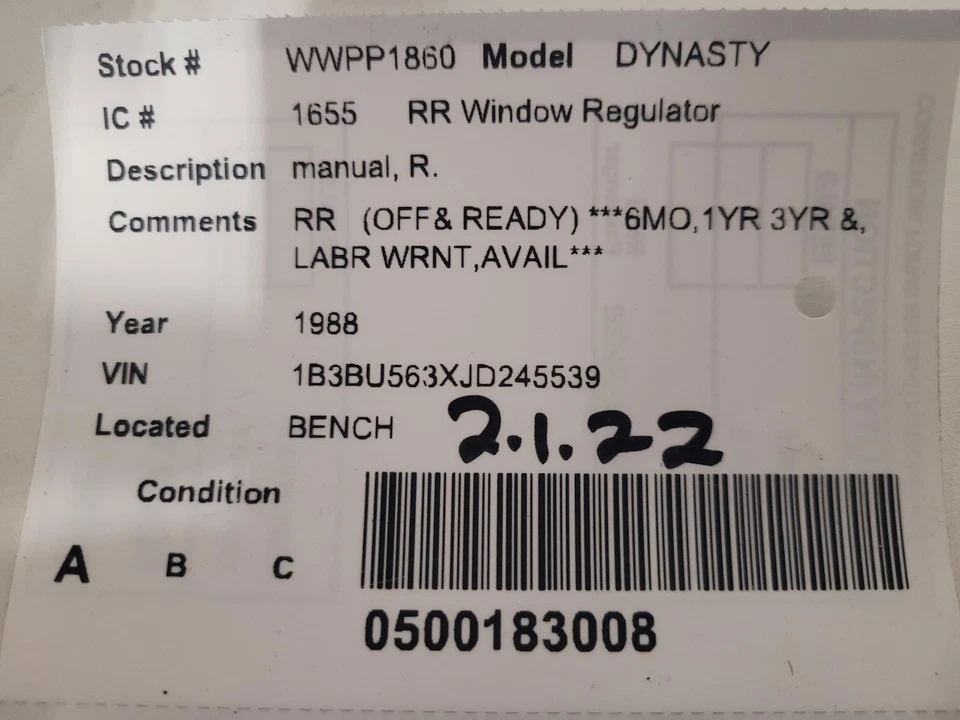 Stock # WWPP1860 Model DYNASTY
IC # 1655 RR Window Regulator
Description manual, R.
Comments RR (OFF& READY) ***6MO,1YR 3YR &,
LABR WRNT,AVAIL***
Year 1988
VIN 1B3BU563XJD245539
Located BENCH 2.1.22
Condition
A B C
0500183008